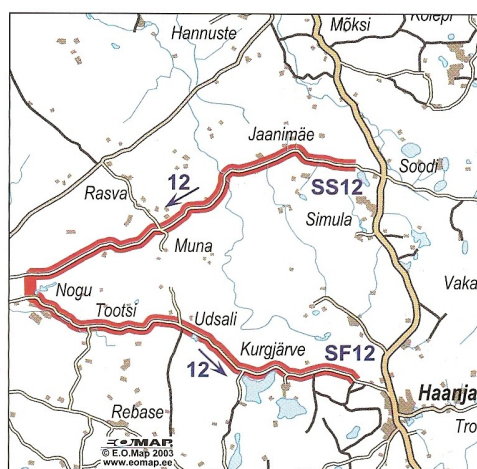 Hannuste
Mõksi
Kolepi
Jaanimäe
12
Soodi
Rasva
SS12
Simula
Muna
Nogu
Vaka
Tootsi
Udsali
Kurgjärve
SF12
12
Haanja
Rebase
Tro
EOMAP
© E.O.Map 2003
www.eomap.ee